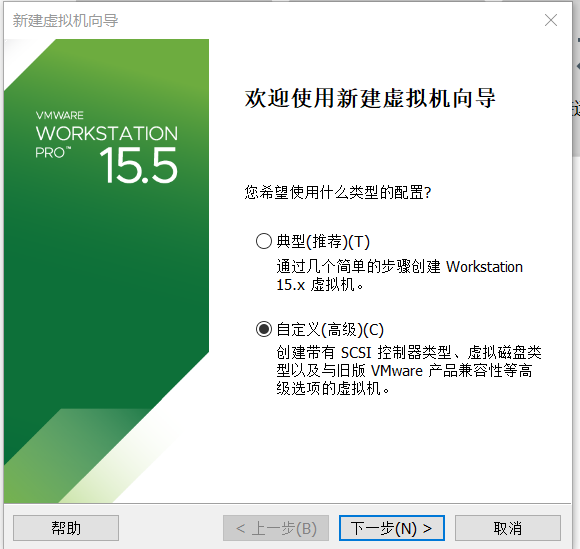 新建虚拟机向导
VMWARE
WORKSTATION
PRO™
15.5
欢迎使用新建虚拟机向导
您希望使用什么类型的配置?
典型(推荐)(T)
通过几个简单的步骤创建 Workstation
15.x 虚拟机。
自定义(高级)(C)
创建带有 SCSI 控制器类型、虚拟磁盘类
型以及与旧版 VMware 产品兼容性等高
级选项的虚拟机。
帮助
< 上一步(B)
下一步(N) >
取消